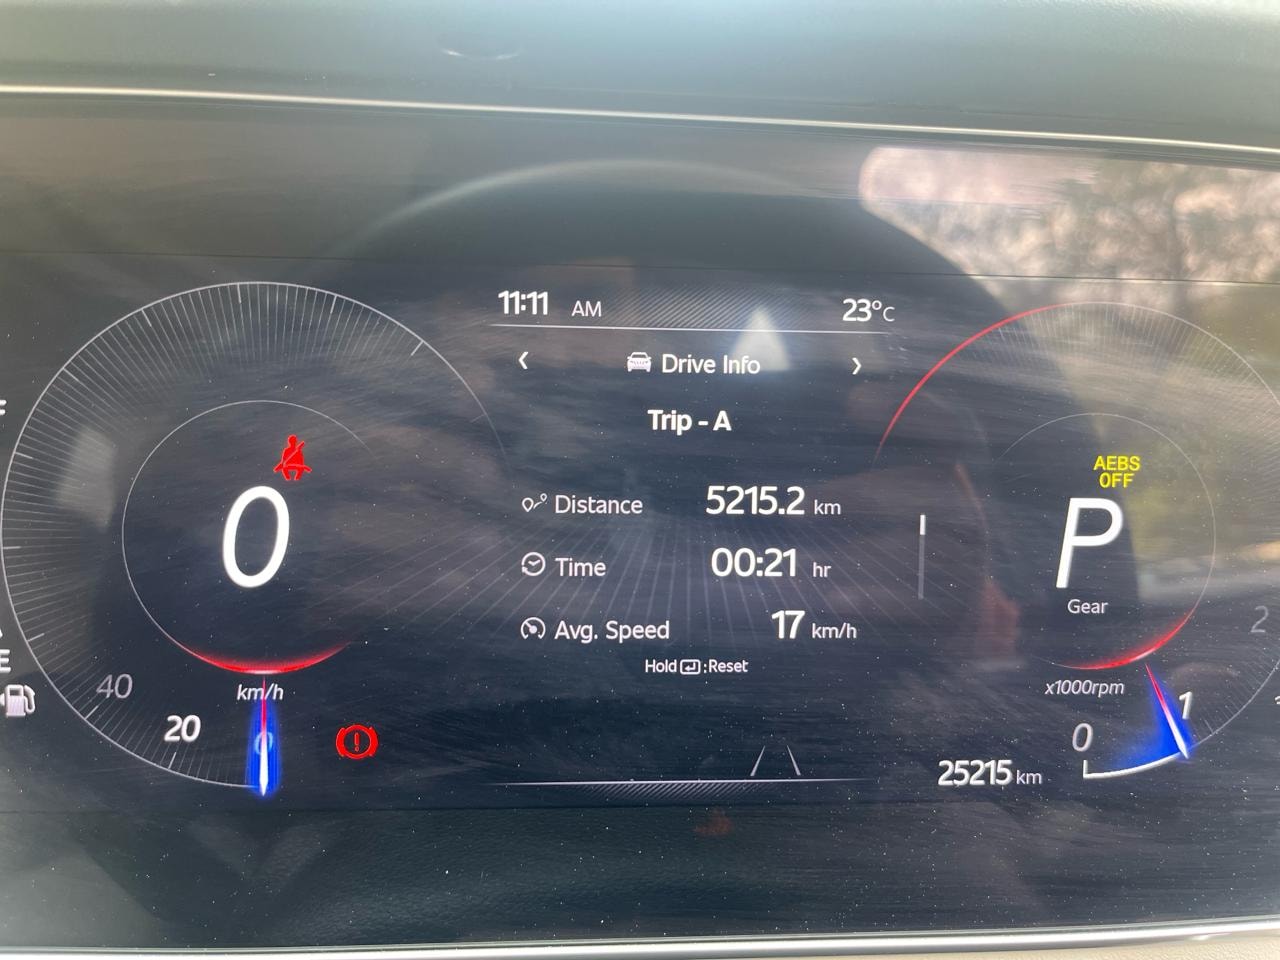 11:11 AM 23°C
‹ Drive Info ›
Trip - A
Distance 5215.2 km
Time 00:21 hr
Avg. Speed 17 km/h
Hold :Reset
0
km/h
40
20
0
E
AEBS
OFF
P
Gear
x1000rpm
0
1
2
25215 km